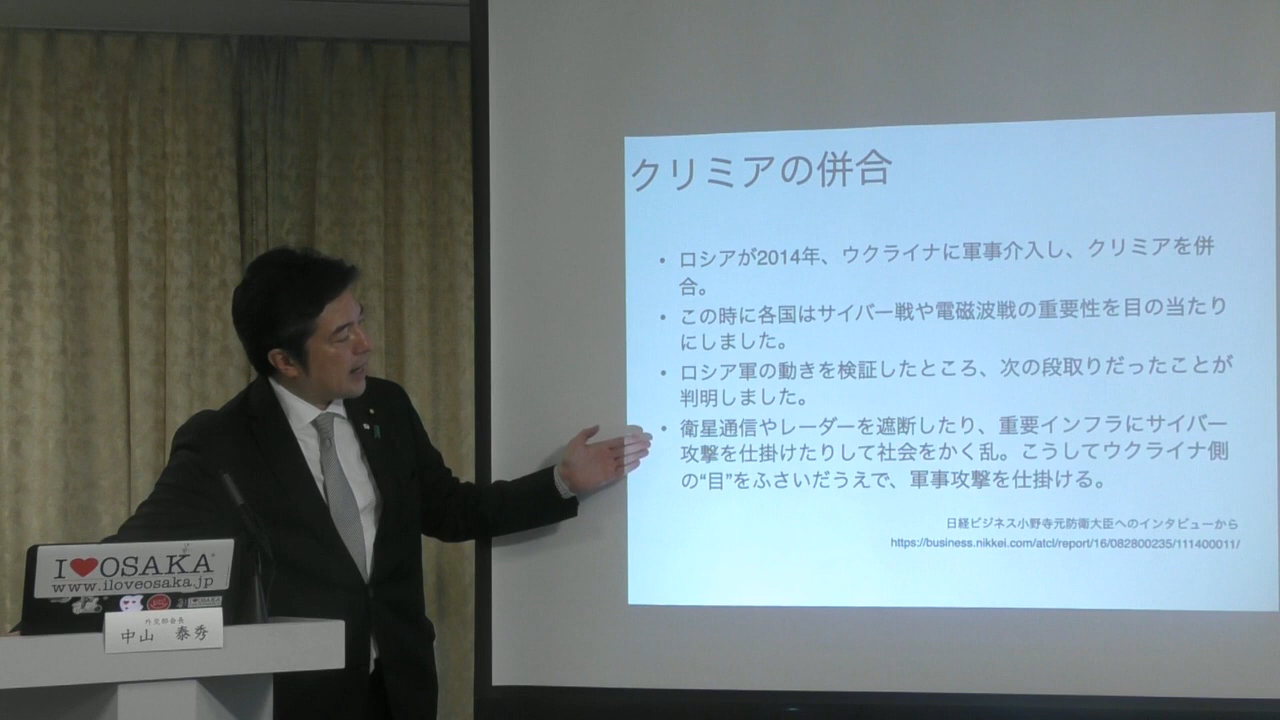 クリミアの併合
• ロシアが2014年、ウクライナに軍事介入し、クリミアを併
合。
• この時に各国はサイバー戦や電磁波戦の重要性を目の当たり
にしました。
• ロシア軍の動きを検証したところ、次の段取りだったことが
判明しました。
• 衛星通信やレーダーを遮断したり、重要インフラにサイバー
攻撃を仕掛けたりして社会をかく乱。こうしてウクライナ側
の“目”をふさいだうえで、軍事攻撃を仕掛ける。
日経ビジネス小野寺元防衛大臣へのインタビューから
https://business.nikkei.com/atcl/report/16/082800235/111400011/
I❤OSAKA
www.iloveosaka.jp
外交部会長
中山 泰秀